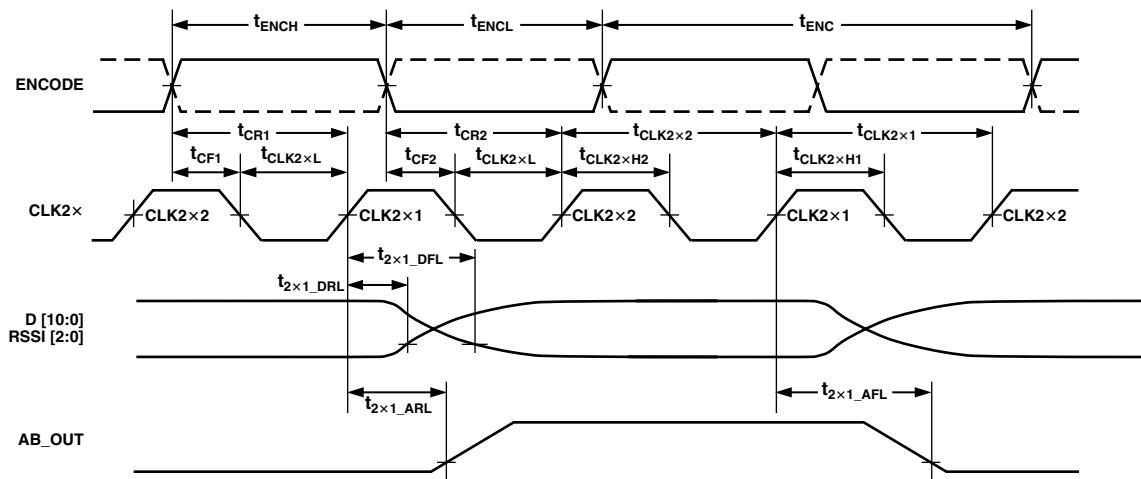 tENCH tENCL tENC
ENCODE
tCR1 tCR2 tCLK2×2 tCLK2×1
tCF1 tCLK2×L tCF2 tCLK2×L tCLK2×H2 tCLK2×H1
CLK2× CLK2×2 CLK2×1 CLK2×2 CLK2×1 CLK2×2
t2×1_DFL
t2×1_DRL
D [10:0]
RSSI [2:0]
t2×1_ARL t2×1_AFL
AB_OUT